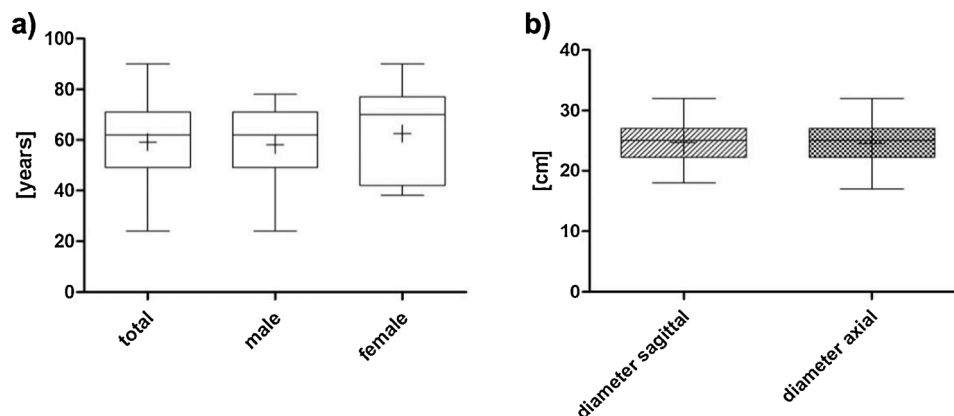 a)
[years]
100
80
60
40
20
0
total
male
female
b)
[cm]
40
30
20
10
0
diameter sagittal
diameter axial